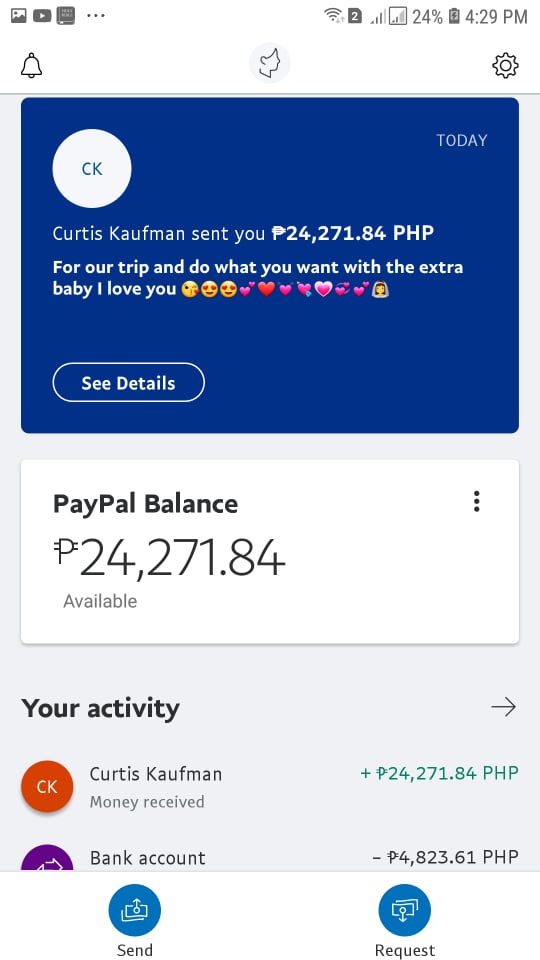 2 24% 4:29 PM
TODAY
CK
Curtis Kaufman sent you ₱24,271.84 PHP
For our trip and do what you want with the extra
baby I love you 😘😍😍💕❤️💓💘💗💞💕👰
See Details
PayPal Balance
₱24,271.84
Available
Your activity
CK
Curtis Kaufman
+ ₱24,271.84 PHP
Money received
Bank account
– ₱4,823.61 PHP
Send
Request